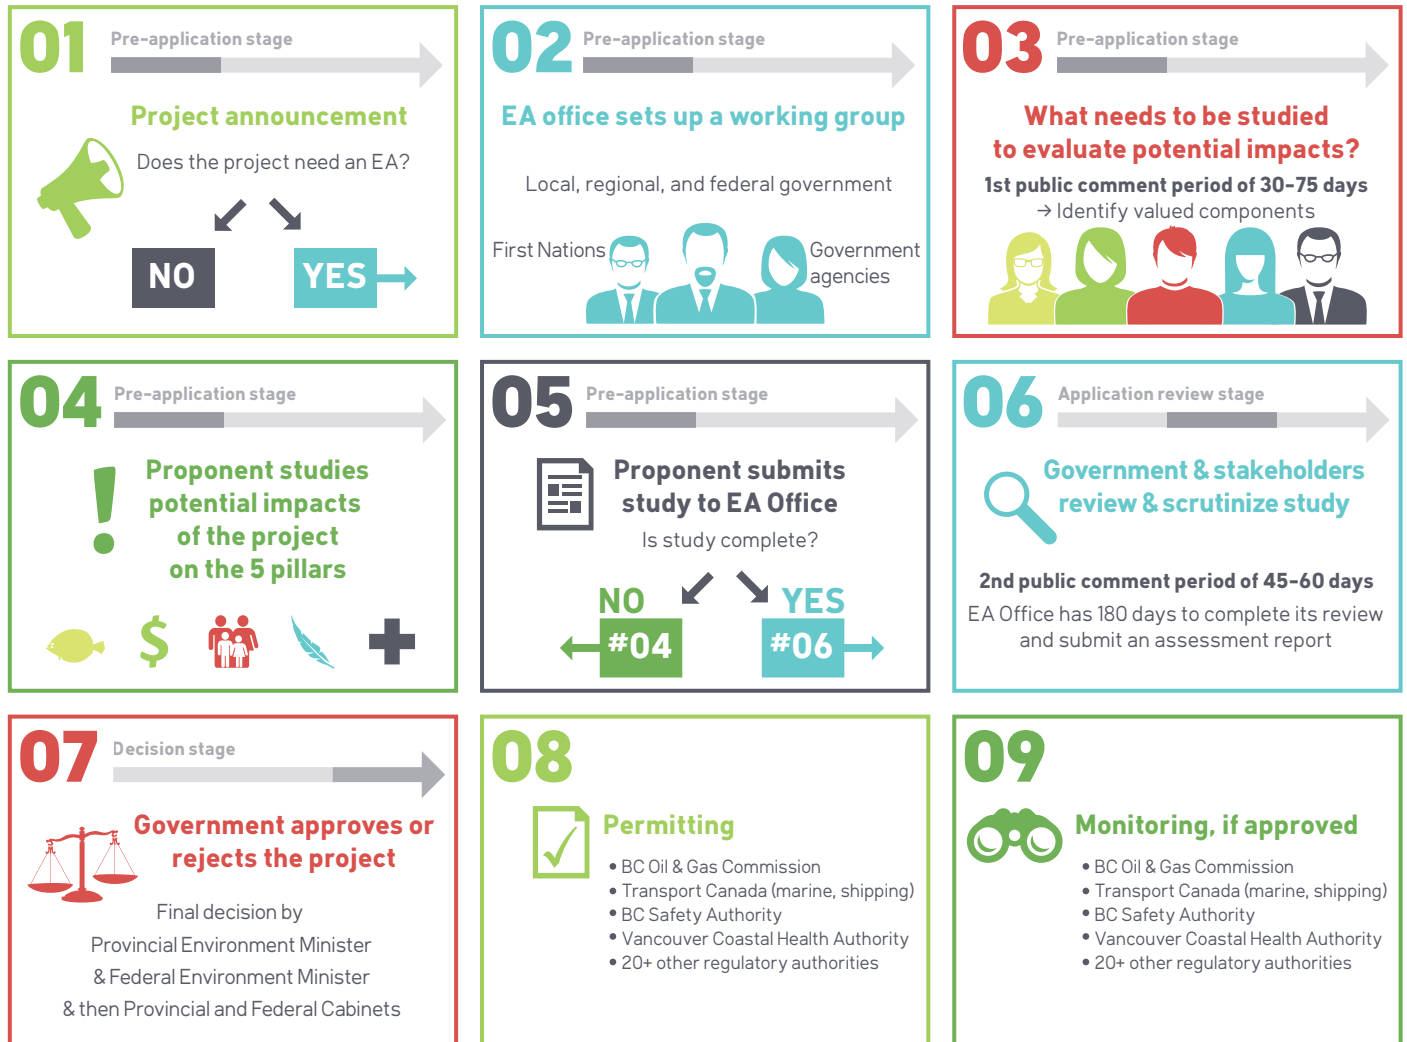 01
Pre-application stage
Project announcement
Does the project need an EA?
NO
YES
02
Pre-application stage
EA office sets up a working group
Local, regional, and federal government
First Nations
Government
agencies
03
Pre-application stage
What needs to be studied
to evaluate potential impacts?
1st public comment period of 30-75 days
→ Identify valued components
04
Pre-application stage
Proponent studies
potential impacts
of the project
on the 5 pillars
$
05
Pre-application stage
Proponent submits
study to EA Office
Is study complete?
NO
YES
#04
#06
06
Application review stage
Government & stakeholders
review & scrutinize study
2nd public comment period of 45-60 days
EA Office has 180 days to complete its review
and submit an assessment report
07
Decision stage
Government approves or
rejects the project
Final decision by
Provincial Environment Minister
& Federal Environment Minister
& then Provincial and Federal Cabinets
08
Permitting
• BC Oil & Gas Commission
• Transport Canada (marine, shipping)
• BC Safety Authority
• Vancouver Coastal Health Authority
• 20+ other regulatory authorities
09
Monitoring, if approved
• BC Oil & Gas Commission
• Transport Canada (marine, shipping)
• BC Safety Authority
• Vancouver Coastal Health Authority
• 20+ other regulatory authorities